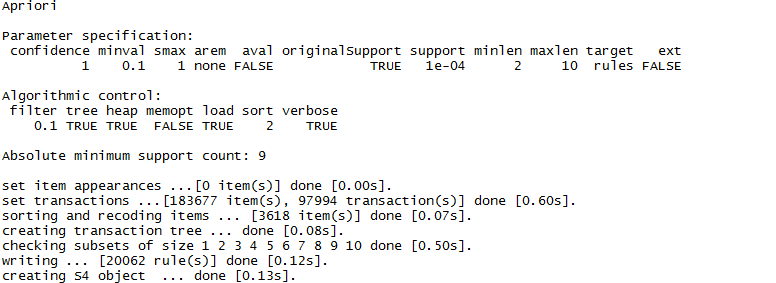 Apriori

Parameter specification:
 confidence minval smax arem  aval originalSupport support minlen maxlen target   ext
          1    0.1    1 none FALSE            TRUE   1e-04      2     10  rules FALSE

Algorithmic control:
 filter tree heap memopt load sort verbose
    0.1 TRUE TRUE  FALSE TRUE    2    TRUE

Absolute minimum support count: 9

set item appearances ...[0 item(s)] done [0.00s].
set transactions ...[183677 item(s), 97994 transaction(s)] done [0.60s].
sorting and recoding items ... [3618 item(s)] done [0.07s].
creating transaction tree ... done [0.08s].
checking subsets of size 1 2 3 4 5 6 7 8 9 10 done [0.50s].
writing ... [20062 rule(s)] done [0.12s].
creating S4 object  ... done [0.13s].